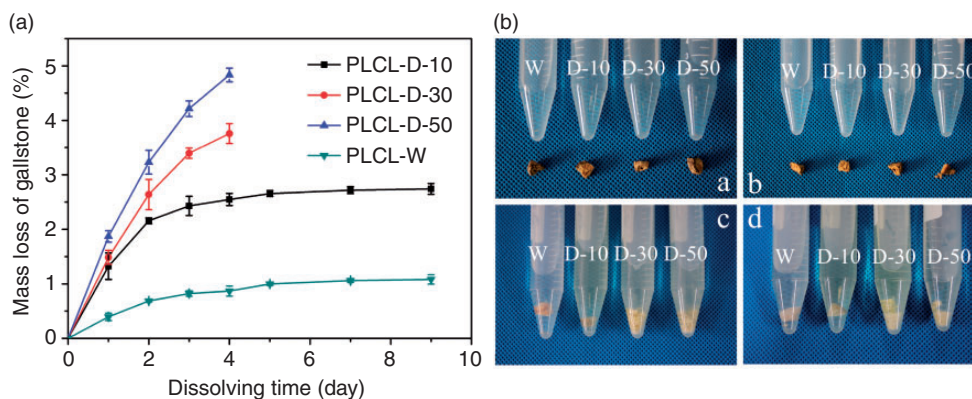 (a)
Mass loss of gallstone (%)
5
4
3
2
1
0
0 2 4 6 8 10
Dissolving time (day)
PLCL-D-10
PLCL-D-30
PLCL-D-50
PLCL-W
(b)
W D-10 D-30 D-50
a
W D-10 D-30 D-50
b
c
W D-10 D-30 D-50
d
W D-10 D-30 D-50